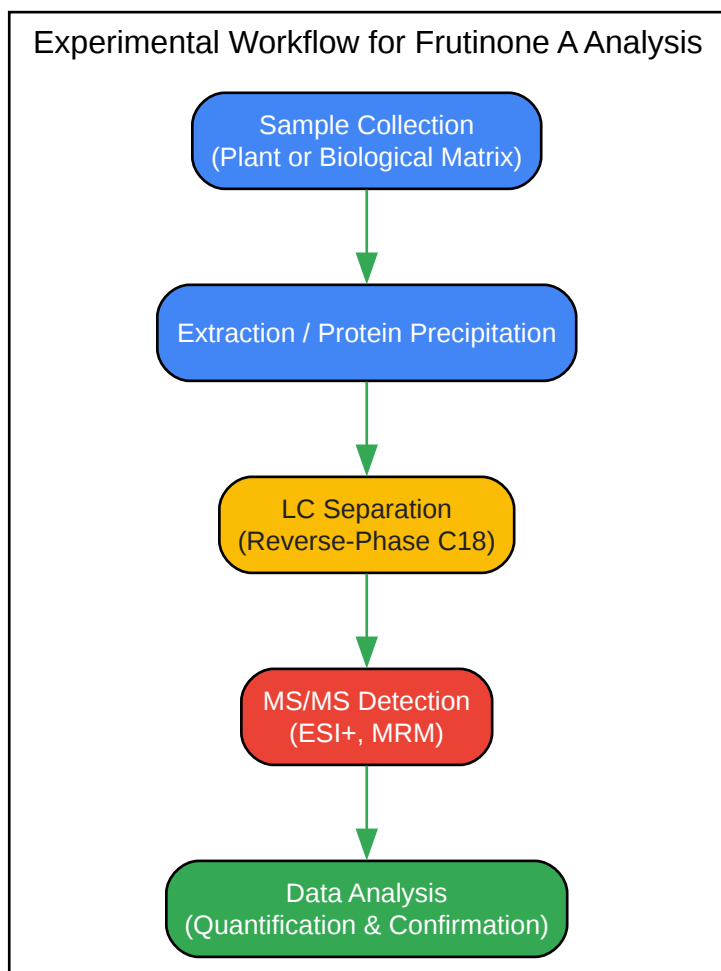 Experimental Workflow for Frutinone A Analysis
Sample Collection
(Plant or Biological Matrix)
Extraction / Protein Precipitation
LC Separation
(Reverse-Phase C18)
MS/MS Detection
(ESI+, MRM)
Data Analysis
(Quantification & Confirmation)